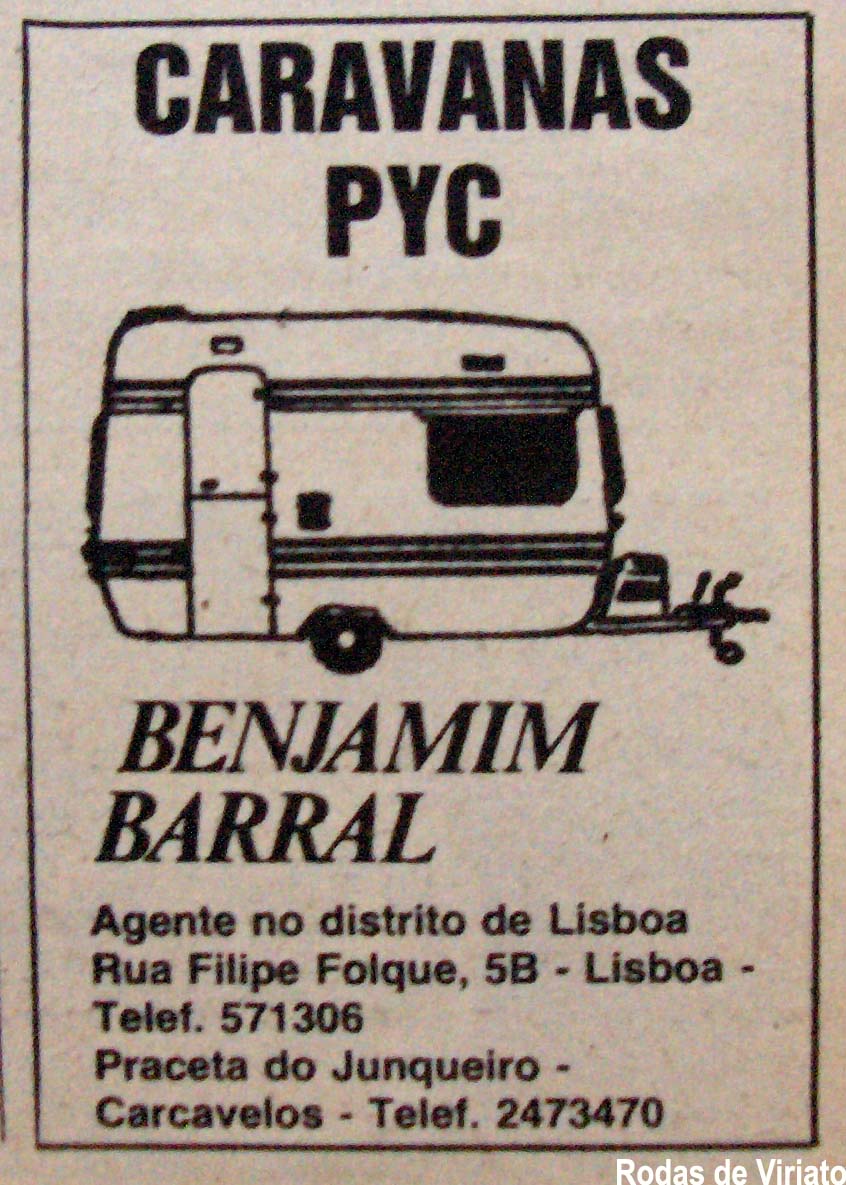 CARAVANAS
PYC
BENJAMIM
BARRAL
Agente no distrito de Lisboa
Rua Filipe Folque, 5B - Lisboa -
Telef. 571306
Praceta do Junqueiro -
Carcavelos - Telef. 2473470
Rodas de Viriato